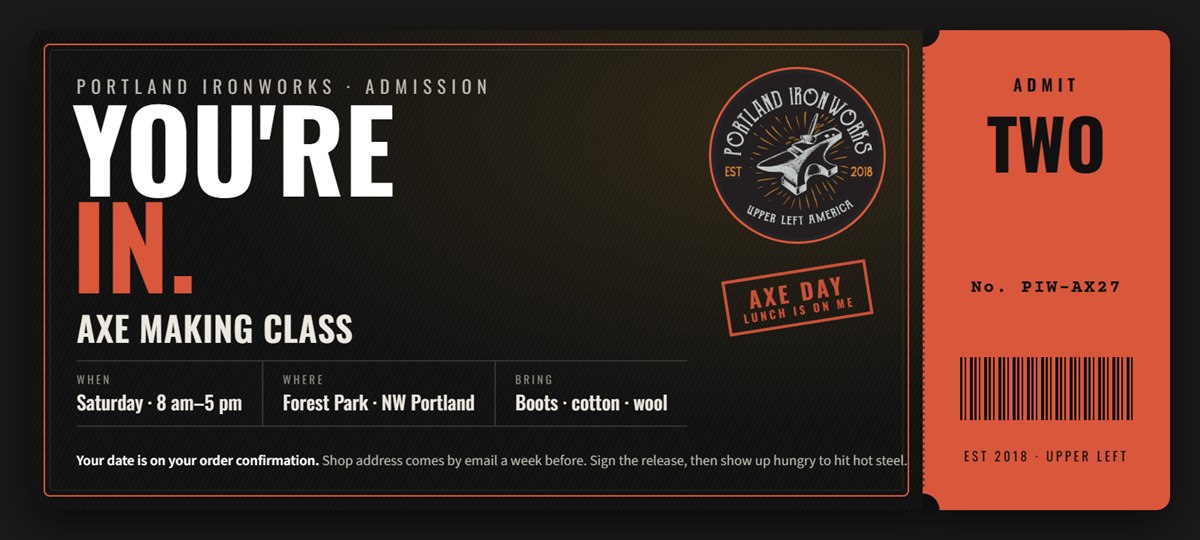 PORTLAND IRONWORKS · ADMISSION
YOU'RE
IN.
AXE MAKING CLASS
WHEN
Saturday · 8 am–5 pm
WHERE
Forest Park · NW Portland
BRING
Boots · cotton · wool
Your date is on your order confirmation. Shop address comes by email a week before. Sign the release, then show up hungry to hit hot steel.
PORTLAND IRONWORKS
EST 2018
UPPER LEFT AMERICA
AXE DAY
LUNCH IS ON ME
ADMIT
TWO
No. PIW-AX27
EST 2018 · UPPER LEFT